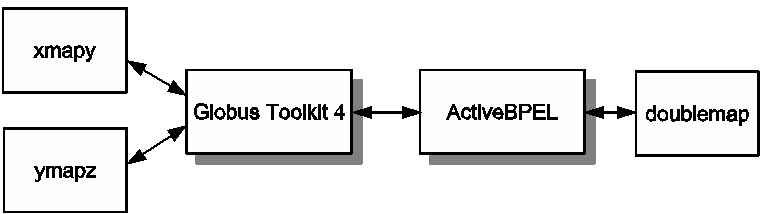 xmapy
Globus Toolkit 4
ActiveBPEL
doublemap
ymapz